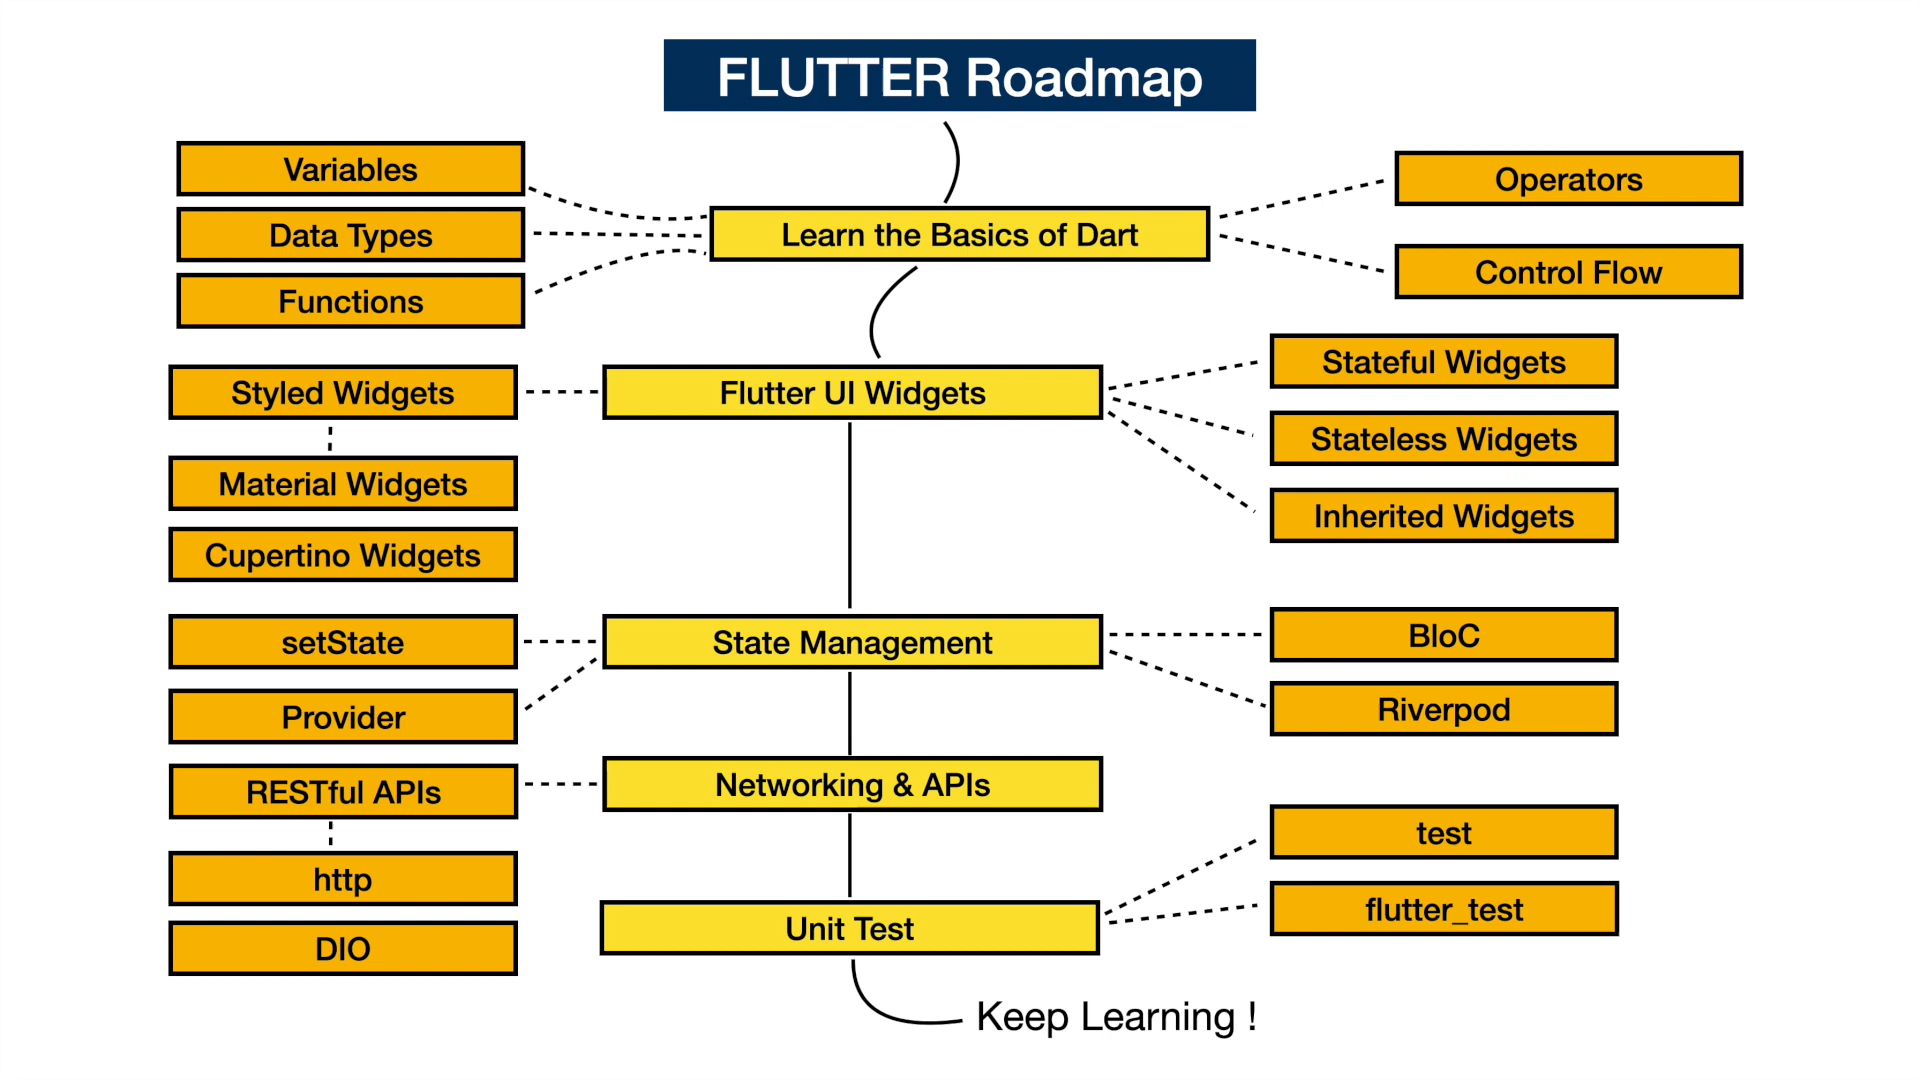 FLUTTER Roadmap
Variables
Data Types
Functions
Learn the Basics of Dart
Operators
Control Flow
Styled Widgets
Material Widgets
Cupertino Widgets
Flutter UI Widgets
Stateful Widgets
Stateless Widgets
Inherited Widgets
setState
Provider
State Management
BloC
Riverpod
RESTful APIs
http
DIO
Networking & APIs
Unit Test
test
flutter_test
Keep Learning !